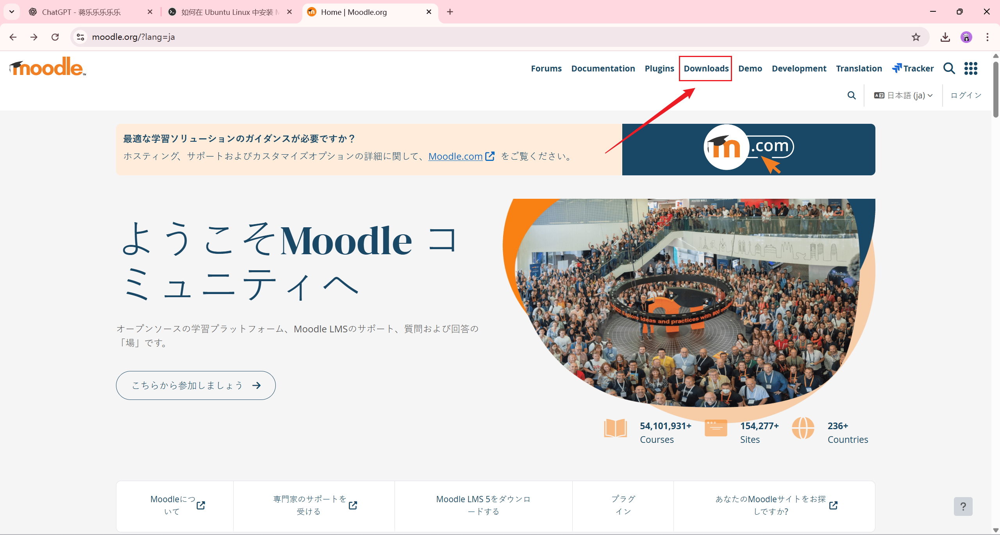 ChatGPT - 蒋乐乐乐乐乐
如何在 Ubuntu Linux 中安装 M
Home | Moodle.org
moodle.org/?lang=ja
moodle™
Forums Documentation Plugins Downloads Demo Development Translation Tracker
日本語 (ja)
ログイン
最適な学習ソリューションのガイダンスが必要ですか？
ホスティング、サポートおよびカスタマイズオプションの詳細に関して、Moodle.com をご覧ください。
m.com
ようこそMoodle コ
ミュニティへ
POSTER WALL
2022! Explore ideas and practices with 800 mood
オープンソースの学習プラットフォーム、Moodle LMSのサポート、質問および回答の
「場」です。
こちらから参加しましょう
54,101,931+
Courses
154,277+
Sites
236+
Countries
Moodleにつ
いて
専門家のサポートを
受ける
Moodle LMS 5をダウンロ
ードする
プラグ
イン
あなたのMoodleサイトをお探
しですか?
?